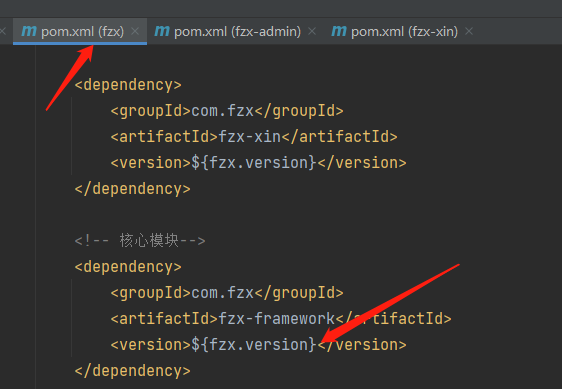 pom.xml (fzx) pom.xml (fzx-admin) pom.xml (fzx-xin)
<dependency>
<groupId>com.fzx</groupId>
<artifactId>fzx-xin</artifactId>
<version>${fzx.version}</version>
</dependency>
<!-- 核心模块-->
<dependency>
<groupId>com.fzx</groupId>
<artifactId>fzx-framework</artifactId>
<version>${fzx.version}</version>
</dependency>